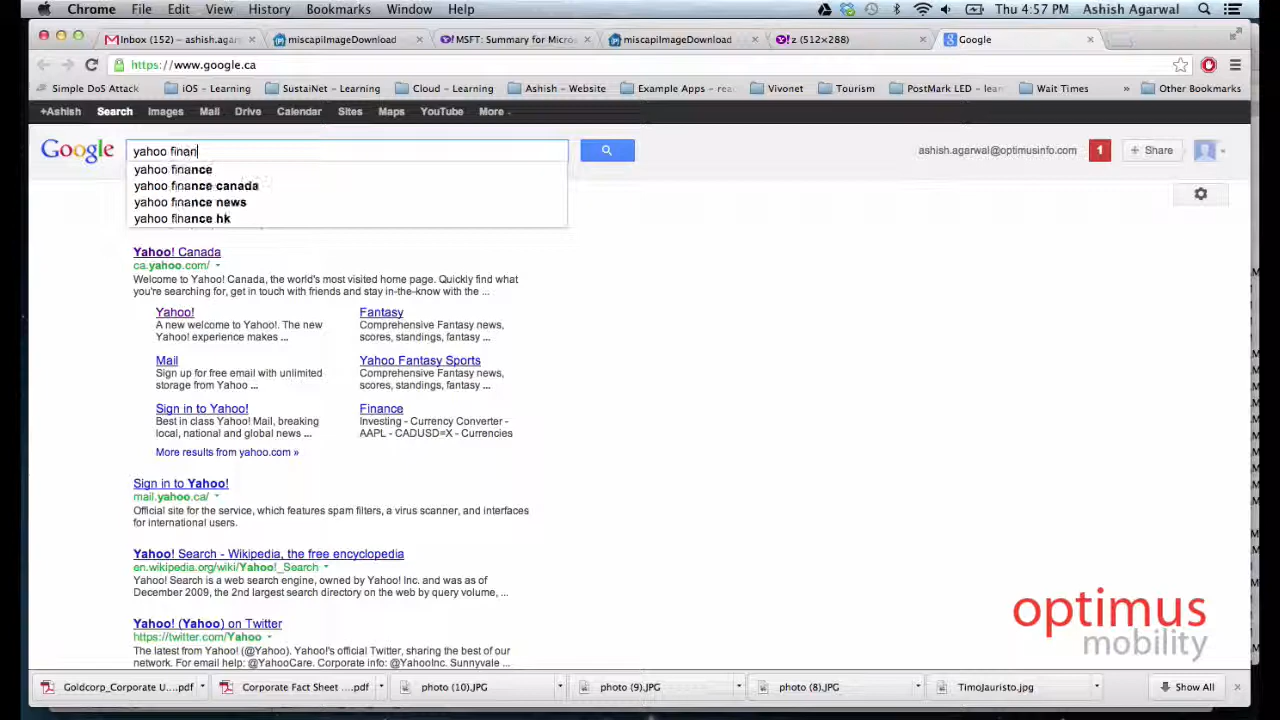 Chrome File Edit View History Bookmarks Window Help Thu 4:57 PM Ashish Agarwal
Inbox (152) – ashish.agar miscapiImageDownload MSFT: Summary for Micros miscapiImageDownload z (512×388) Google
https://www.google.ca
Simple DoS Attack iOS – Learning SustaiNet – Learning Cloud – Learning Ashish – Website Example Apps – rea Vivonet Tourism PostMark LED – lear Wait Times » Other Bookmarks
+Ashish Search Images Mail Drive Calendar Sites Maps YouTube More
Google yahoo finan ashish.agarwal@optimusinfo.com 1 + Share
yahoo finance
yahoo finance canada
yahoo finance news
yahoo finance hk
Yahoo! Canada
ca.yahoo.com/
Welcome to Yahoo! Canada, the world's most visited home page. Quickly find what
you're searching for, get in touch with friends and stay in-the-know with the ...
Yahoo!
A new welcome to Yahoo!. The new
Yahoo! experience makes ...
Fantasy
Comprehensive Fantasy news,
scores, standings, fantasy ...
Mail
Sign up for free email with unlimited
storage from Yahoo ...
Yahoo Fantasy Sports
Comprehensive Fantasy news,
scores, standings, fantasy ...
Sign in to Yahoo!
Best in class Yahoo! Mail, breaking
local, national and global news ...
Finance
Investing - Currency Converter -
AAPL - CADUSD=X - Currencies
More results from yahoo.com »
Sign in to Yahoo!
mail.yahoo.ca/
Official site for the service, which features spam filters, a virus scanner, and interfaces
for international users.
Yahoo! Search - Wikipedia, the free encyclopedia
en.wikipedia.org/wiki/Yahoo!_Search
Yahoo! Search is a web search engine, owned by Yahoo! Inc. and was as of
December 2009, the 2nd largest search directory on the web by query volume, ...
Yahoo! (Yahoo) on Twitter
https://twitter.com/Yahoo
The latest from Yahoo! (@Yahoo). Yahoo!'s official Twitter, sharing the best of our
network. For email help: @YahooCare. Corporate info: @YahooInc. Sunnyvale ...
optimus
mobility
Goldcorp_Corporate U....pdf Corporate Fact Sheet ....pdf photo (10).JPG photo (9).JPG photo (8).JPG TimoJauristo.jpg Show All